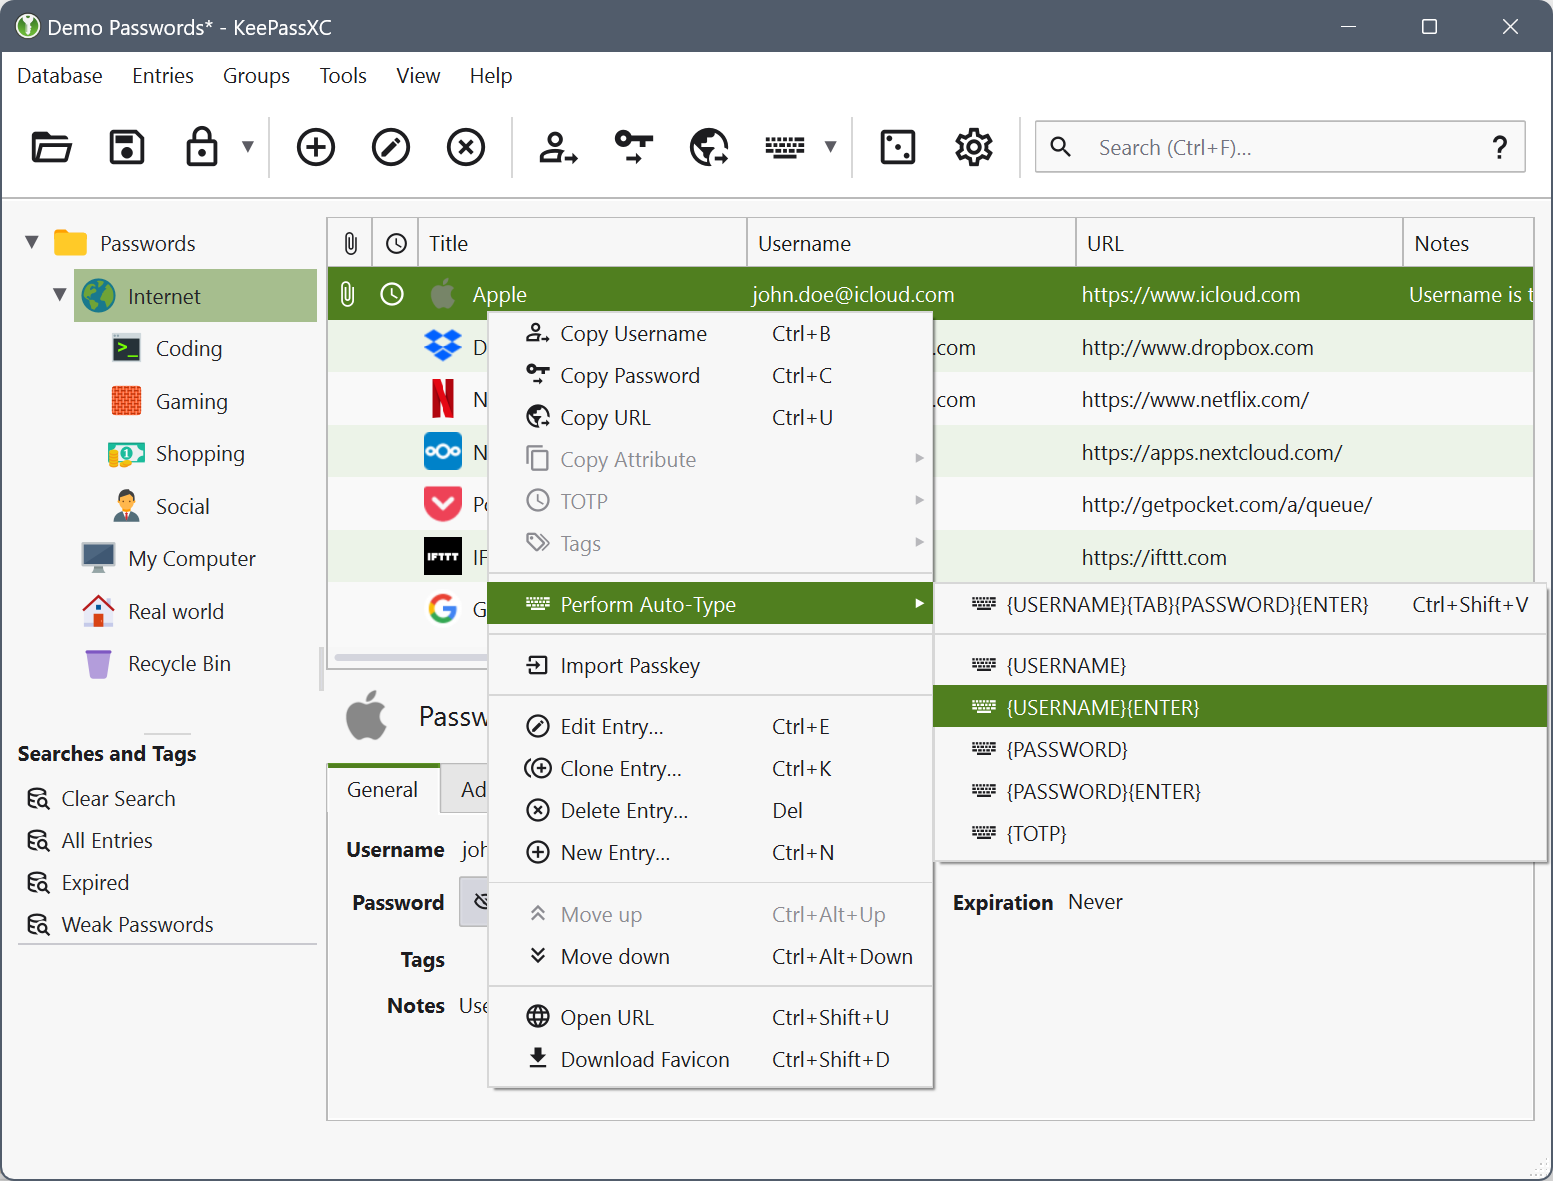 Demo Passwords* - KeePassXC
Database Entries Groups Tools View Help
Search (Ctrl+F)... ?
Passwords
Internet
Coding
Gaming
Shopping
Social
My Computer
Real world
Recycle Bin
Searches and Tags
Clear Search
All Entries
Expired
Weak Passwords
Title Username URL Notes
Apple john.doe@icloud.com https://www.icloud.com Username is t
D .com http://www.dropbox.com
N .com https://www.netflix.com/
N https://apps.nextcloud.com/
Po http://getpocket.com/a/queue/
IFTTT IF https://ifttt.com
G
Copy Username Ctrl+B
Copy Password Ctrl+C
Copy URL Ctrl+U
Copy Attribute
TOTP
Tags
Perform Auto-Type
Import Passkey
Edit Entry... Ctrl+E
Clone Entry... Ctrl+K
Delete Entry... Del
New Entry... Ctrl+N
Move up Ctrl+Alt+Up
Move down Ctrl+Alt+Down
Open URL Ctrl+Shift+U
Download Favicon Ctrl+Shift+D
{USERNAME}{TAB}{PASSWORD}{ENTER} Ctrl+Shift+V
{USERNAME}
{USERNAME}{ENTER}
{PASSWORD}
{PASSWORD}{ENTER}
{TOTP}
Passw
General Ad
Username joh
Password
Expiration Never
Tags
Notes Use